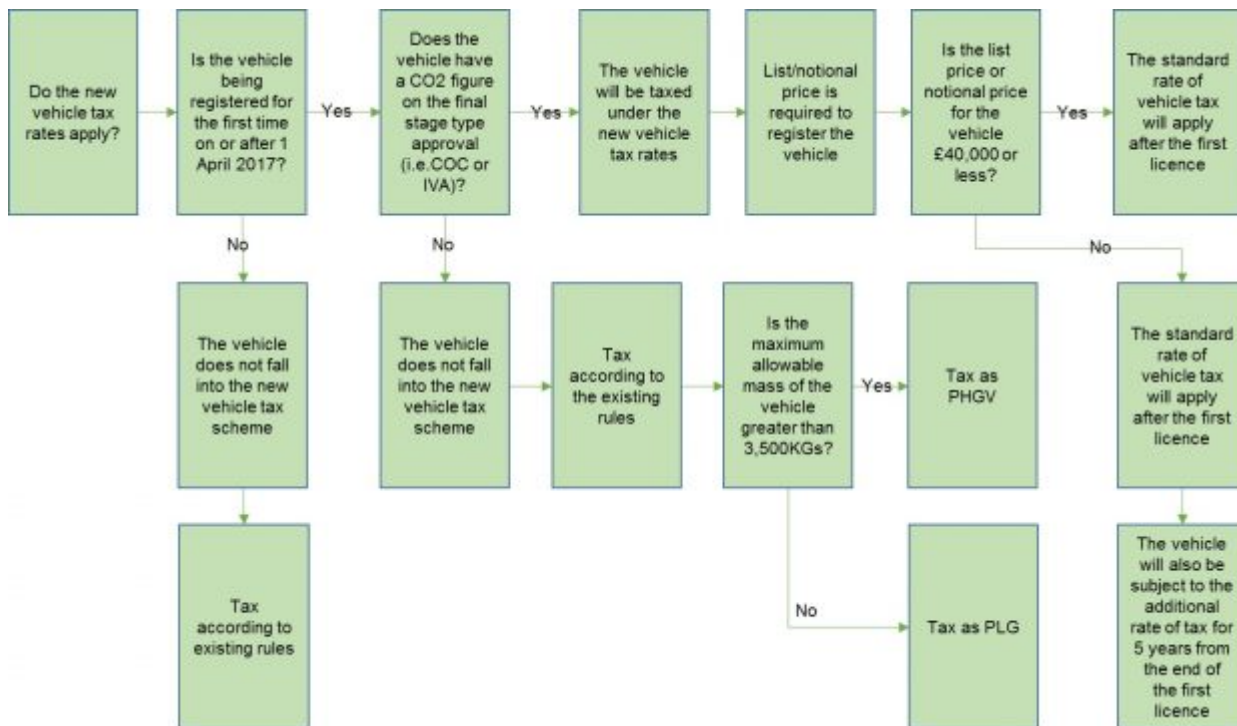 Do the new
vehicle tax
rates apply?
Is the vehicle
being
registered for
the first time
on or after 1
April 2017?
Yes
Does the
vehicle have
a CO2 figure
on the final
stage type
approval
(i.e.COC or
IVA)?
Yes
The vehicle
will be taxed
under the
new vehicle
tax rates
List/notional
price is
required to
register the
vehicle
Is the list
price or
notional price
for the
vehicle
£40,000 or
less?
Yes
The standard
rate of
vehicle tax
will apply
after the first
licence
No
No
No
The vehicle
does not fall
into the new
vehicle tax
scheme
The vehicle
does not fall
into the new
vehicle tax
scheme
Tax
according to
the existing
rules
Is the
maximum
allowable
mass of the
vehicle
greater than
3,500KGs?
Yes
Tax as
PHGV
The standard
rate of
vehicle tax
will apply
after the first
licence
Tax
according to
existing rules
No
Tax as PLG
The vehicle
will also be
subject to the
additional
rate of tax for
5 years from
the end of
the first
licence